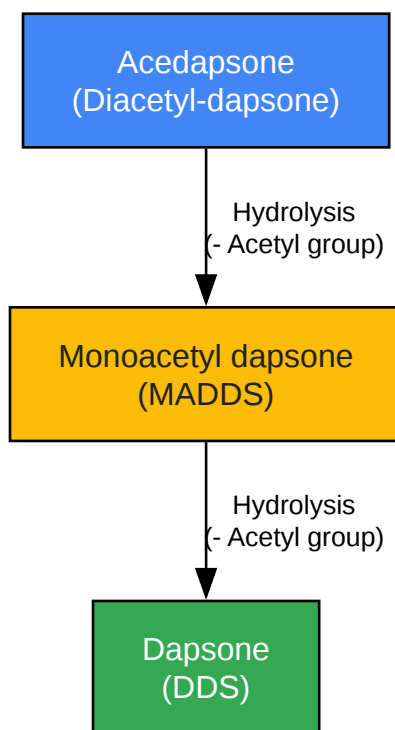 Acedapsone
(Diacetyl-dapsone)
Hydrolysis
(- Acetyl group)
Monoacetyl dapsone
(MADDS)
Hydrolysis
(- Acetyl group)
Dapsone
(DDS)